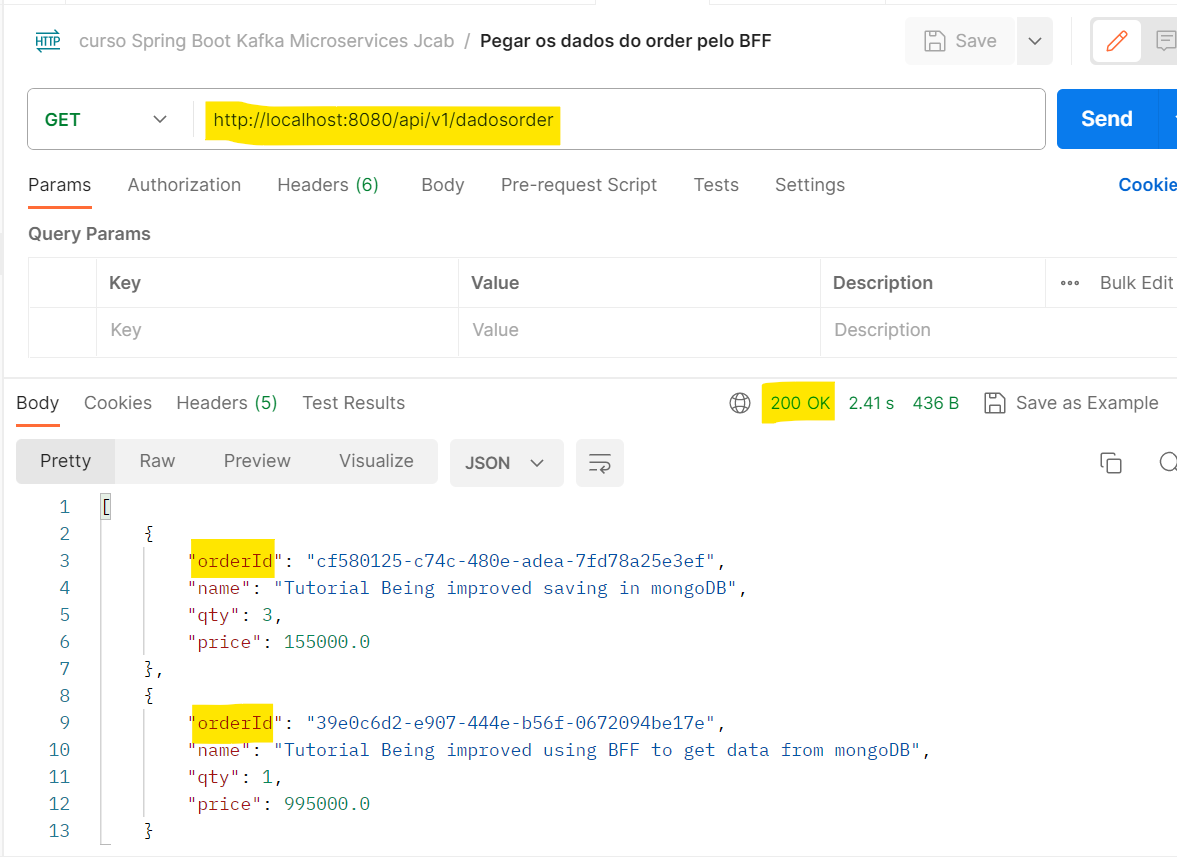 HTTP curso Spring Boot Kafka Microservices Jcab / Pegar os dados do order pelo BFF Save
GET http://localhost:8080/api/v1/dadosorder Send
Params Authorization Headers (6) Body Pre-request Script Tests Settings Cookie
Query Params
Key Value Description Bulk Edit
Key Value Description
Body Cookies Headers (5) Test Results 200 OK 2.41 s 436 B Save as Example
Pretty Raw Preview Visualize JSON
1 [
2 {
3 "orderId": "cf580125-c74c-480e-adea-7fd78a25e3ef",
4 "name": "Tutorial Being improved saving in mongoDB",
5 "qty": 3,
6 "price": 155000.0
7 },
8 {
9 "orderId": "39e0c6d2-e907-444e-b56f-0672094be17e",
10 "name": "Tutorial Being improved using BFF to get data from mongoDB",
11 "qty": 1,
12 "price": 995000.0
13 }